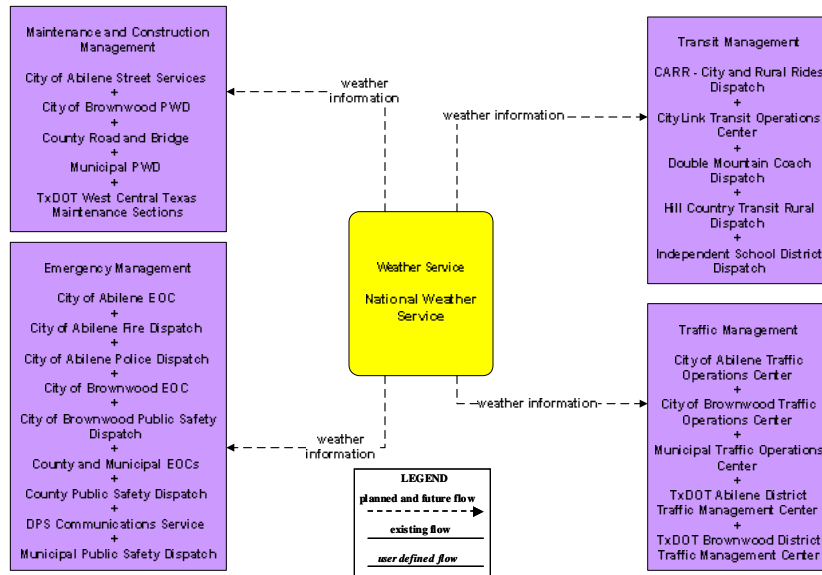 Maintenance and Construction
Management
City of Abilene Street Services
+
City of Brownwood PWD
+
County Road and Bridge
+
Municipal PWD
+
TxDOT West Central Texas
Maintenance Sections
weather
information
weather information
Transit Management
CARR - City and Rural Rides
Dispatch
+
CityLink Transit Operations
Center
+
Double Mountain Coach
Dispatch
+
Hill Country Transit Rural
Dispatch
+
Independent School District
Dispatch
Weather Service
National Weather
Service
Emergency Management
City of Abilene EOC
+
City of Abilene Fire Dispatch
+
City of Abilene Police Dispatch
+
City of Brownwood EOC
+
City of Brownwood Public Safety
Dispatch
+
County and Municipal EOCs
+
County Public Safety Dispatch
+
DPS Communications Service
+
Municipal Public Safety Dispatch
weather
information
weather information
Traffic Management
City of Abilene Traffic
Operations Center
+
City of Brownwood Traffic
Operations Center
+
Municipal Traffic Operations
Center
+
TxDOT Abilene District
Traffic Management Center
+
TxDOT Brownwood District
Traffic Management Center
LEGEND
planned and future flow
existing flow
user defined flow